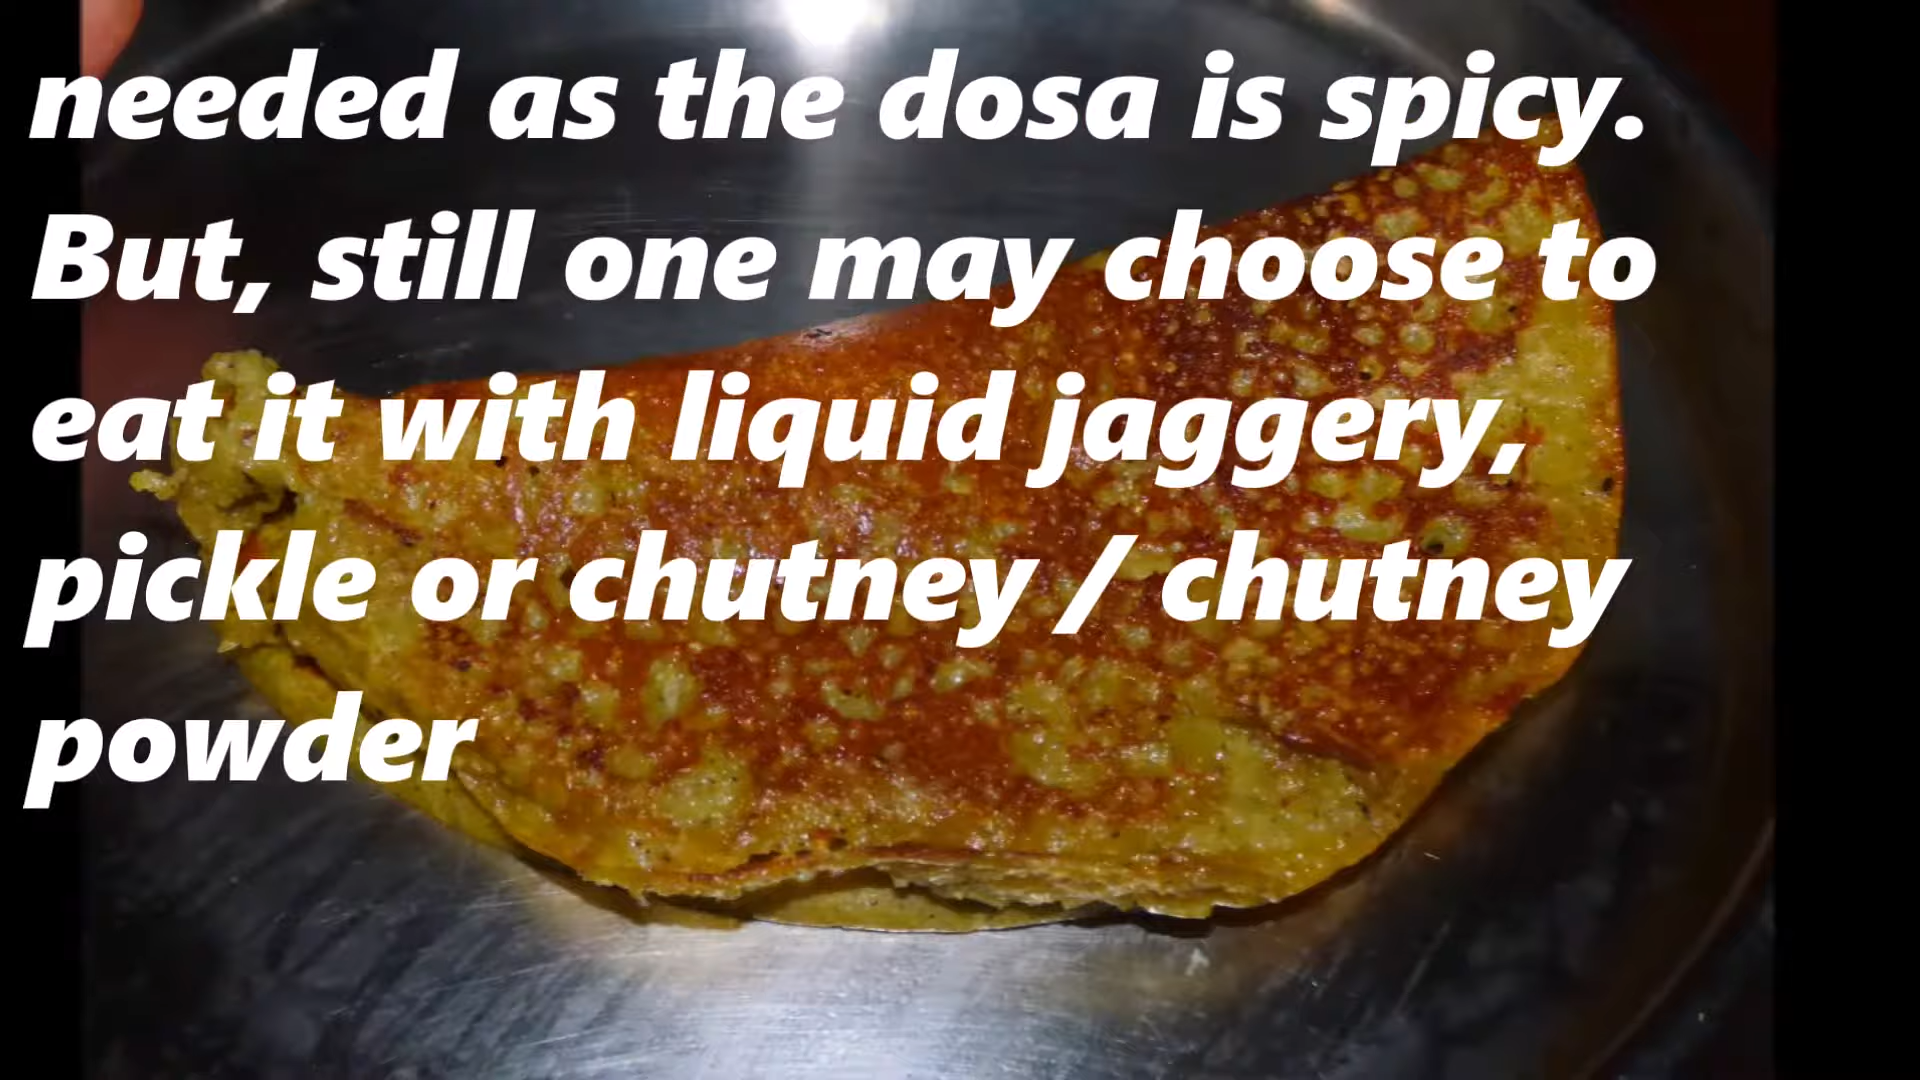 needed as the dosa is spicy.
But, still one may choose to
eat it with liquid jaggery,
pickle or chutney / chutney
powder